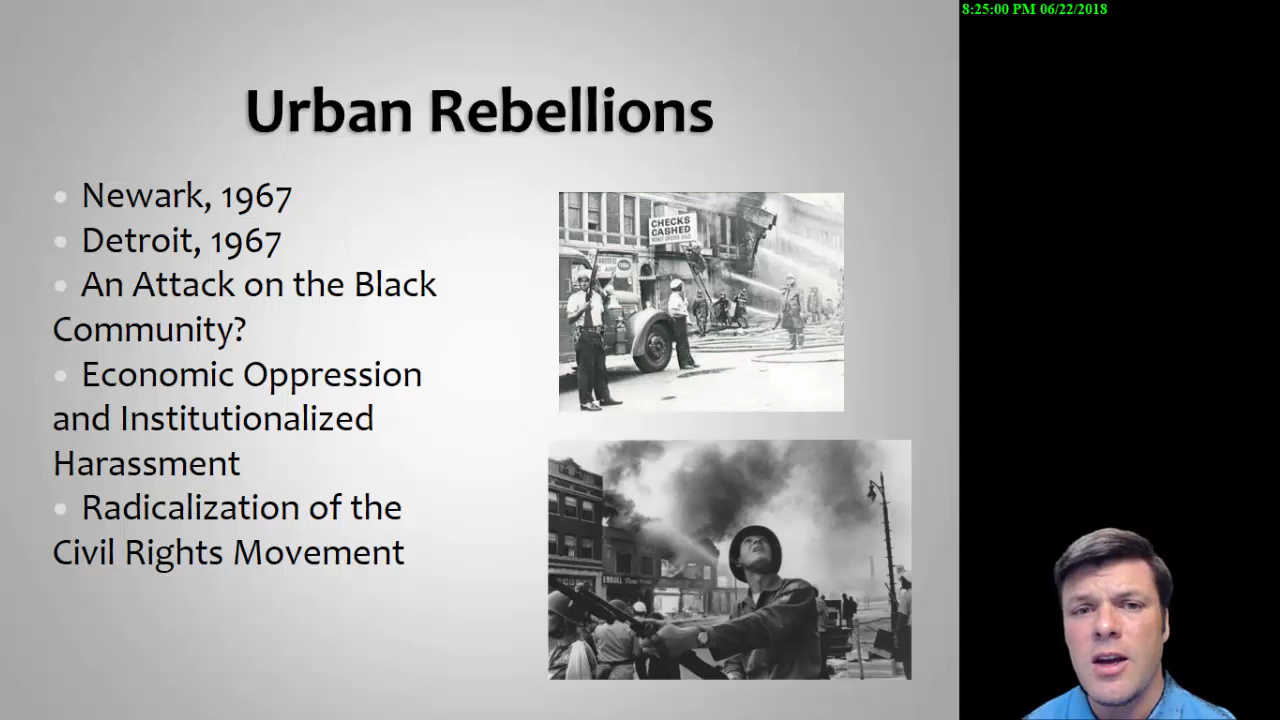 8:25:00 PM 06/22/2018
Urban Rebellions
• Newark, 1967
• Detroit, 1967
• An Attack on the Black
Community?
• Economic Oppression
and Institutionalized
Harassment
• Radicalization of the
Civil Rights Movement
CHECKS
CASHED